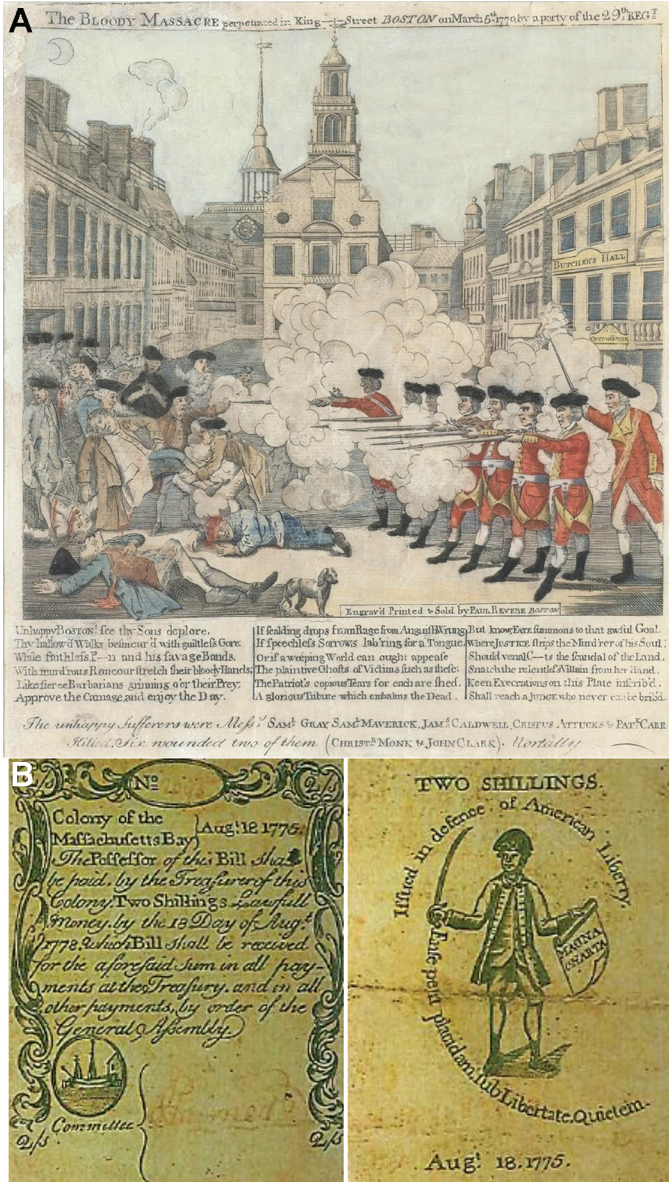 A
The BLOODY MASSACRE perpetrated in King—i—Street BOSTON on March 5th 1770 by a party of the 29th REGT
BUTCHER'S HALL
CUSTOM HOUSE
Engrav'd Printed & Sold by PAUL REVERE BOSTON
Unhappy BOSTON! see thy Sons deplore,
Thy hallow'd Walks besmear'd with guiltless Gore:
While faithless P—n and his savage Bands,
With murd'rous Rancour stretch their bloody Hands;
Like fierce Barbarians grinning o'er their Prey,
Approve the Carnage and enjoy the Day.
If scalding drops from Rage from Anguish Wrung
If speechless Sorrows lab'ring for a Tongue,
Or if a weeping World can ought appease
The plaintive Ghosts of Victims such as these:
The Patriot's copious Tears for each are shed,
A glorious Tribute which embalms the Dead.
But know, FATE summons to that awful Goal,
Where JUSTICE strips the Murd'rer of his Soul:
Should venal C—ts the scandal of the Land,
Snatch the relentless Villain from her Hand,
Keen Execrations on this Plate inscrib'd,
Shall reach a JUDGE who never can be brib'd.
The unhappy Sufferers were Messs. SAML GRAY SAML MAVERICK, JAMS CALDWELL, CRISPUS ATTUCKS & PATK CARR
Killed. Six wounded two of them (CHRISTR MONK & JOHN CLARK). Mortally
B
No
Colony of the
Massachusetts Bay } Augt. 18 1775.
The Possessor of this Bill shall
be paid, by the Treasurer of this
Colony, Two Shillings Lawfull
Money, by the 18 Day of Augt.
1778, which Bill shall be received
for the aforesaid sum in all pay-
ments at the Treasury, and in all
other payments, by order of the
General Assembly
Committee
2/s 2/s
TWO SHILLINGS.
Issued in defence of American Liberty.
Ense petit placidam, sub Libertate, Quietem.
MAGNA
CHARTA
Augt. 18. 1775.